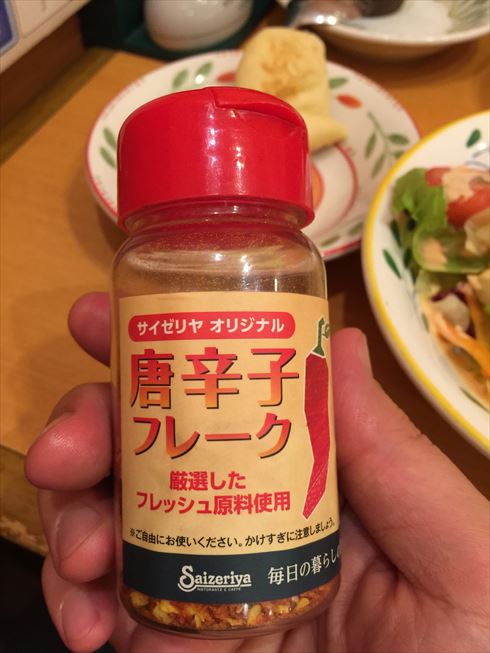 サイゼリヤ オリジナル
唐辛子
フレーク
厳選した
フレッシュ原料使用
※ご自由にお使いください。かけすぎに注意しましょう。
Saizeriya
RISTORANTE E CAFFÈ
毎日の暮らしの